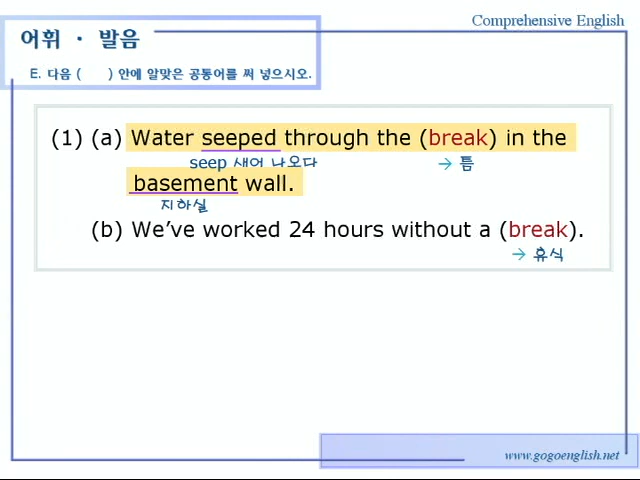 Comprehensive English
어휘 · 발음
E. 다음 ( ) 안에 알맞은 공통어를 써 넣으시오.
(1) (a) Water seeped through the (break) in the
seep 새어 나오다 → 틈
basement wall.
지하실
(b) We've worked 24 hours without a (break).
→ 휴식
www.gogoenglish.net